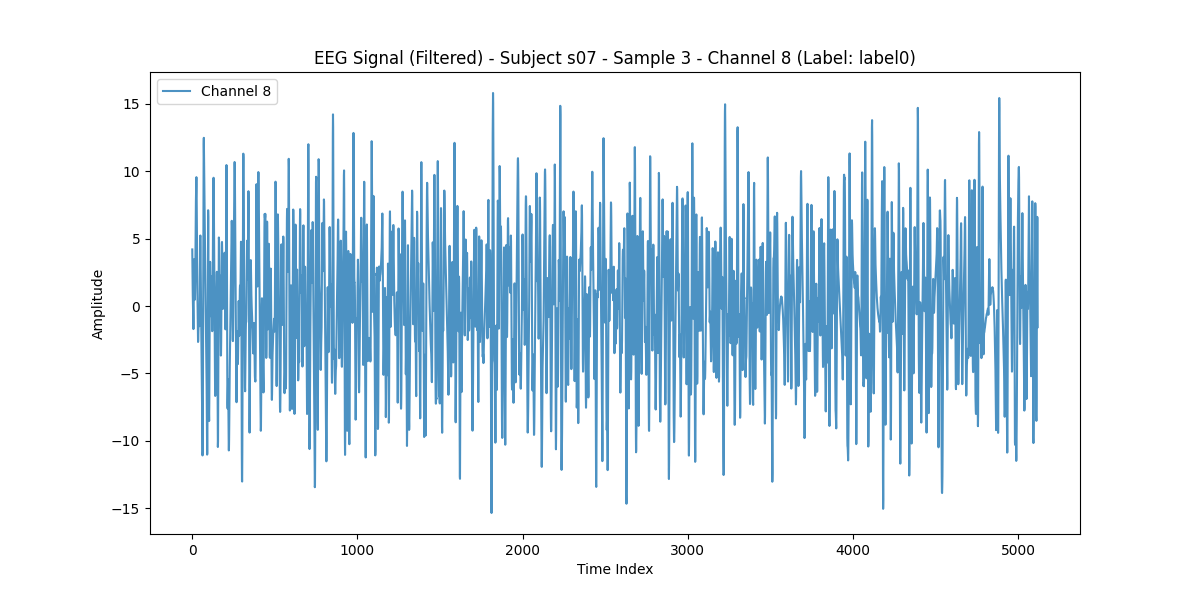 EEG Signal (Filtered) - Subject s07 - Sample 3 - Channel 8 (Label: label0)
Channel 8
15
10
5
0
−5
−10
−15
Amplitude
0 1000 2000 3000 4000 5000
Time Index